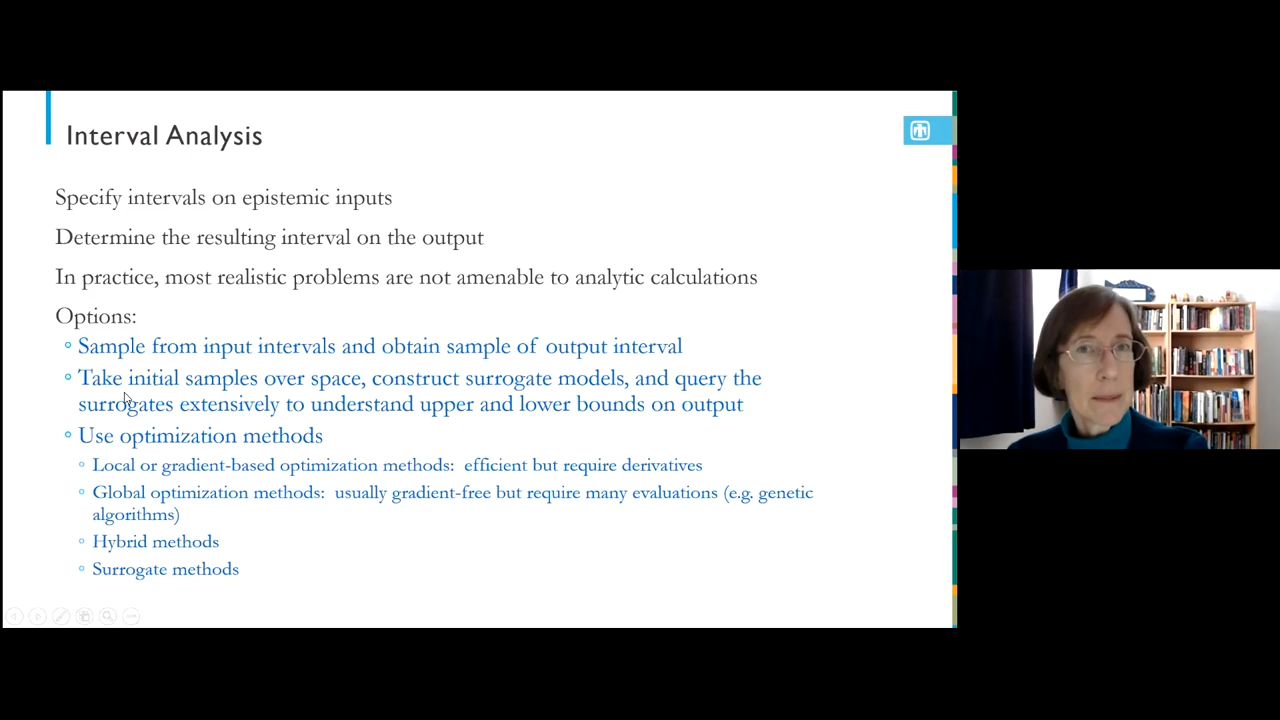 Interval Analysis
Specify intervals on epistemic inputs
Determine the resulting interval on the output
In practice, most realistic problems are not amenable to analytic calculations
Options:
Sample from input intervals and obtain sample of output interval
Take initial samples over space, construct surrogate models, and query the
surrogates extensively to understand upper and lower bounds on output
Use optimization methods
Local or gradient-based optimization methods: efficient but require derivatives
Global optimization methods: usually gradient-free but require many evaluations (e.g. genetic
algorithms)
Hybrid methods
Surrogate methods